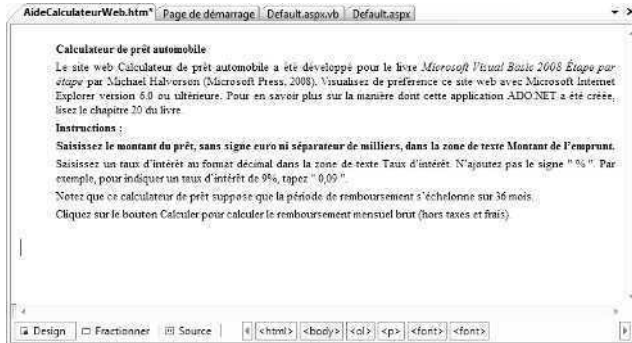 AideCalculateurWeb.htm* Page de démarrage Default.aspx.vb Default.aspx
Calculateur de prêt automobile
Le site web Calculateur de prêt automobile a été développé pour le livre Microsoft Visual Basic 2008 Étape par
étape par Michael Halvorson (Microsoft Press, 2008). Visualisez de préférence ce site web avec Microsoft Internet
Explorer version 6.0 ou ultérieure. Pour en savoir plus sur la manière dont cette application ADO.NET a été créée,
lisez le chapitre 20 du livre.
Instructions :
Saisissez le montant du prêt, sans signe euro ni séparateur de milliers, dans la zone de texte Montant de l'emprunt.
Saisissez un taux d'intérêt au format décimal dans la zone de texte Taux d'intérêt. N'ajoutez pas le signe " % ". Par
exemple, pour indiquer un taux d'intérêt de 9%, tapez " 0,09 ".
Notez que ce calculateur de prêt suppose que la période de remboursement s'échelonne sur 36 mois.
Cliquez sur le bouton Calculer pour calculer le remboursement mensuel brut (hors taxes et frais).
Design Fractionner Source <html> <body> <ol> <p> <font> <font>